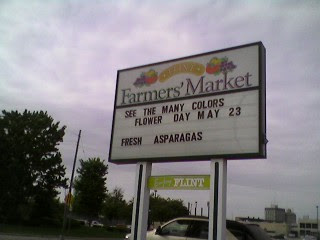 Farmers' Market
SEE THE MANY COLORS
FLOWER DAY MAY 23
FRESH ASPARAGAS
FLINT